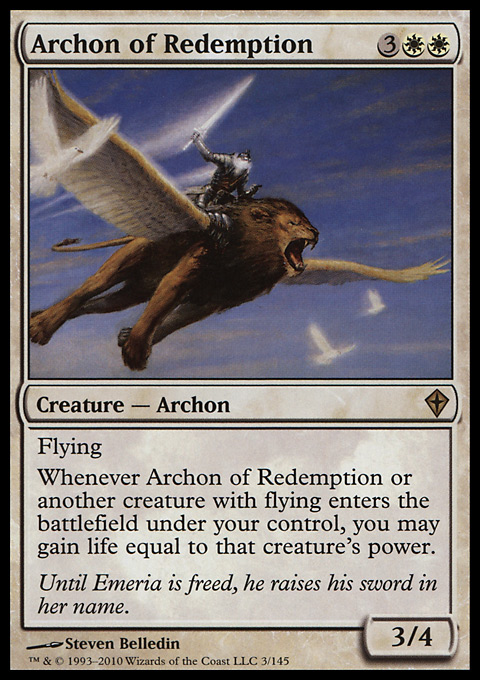 Archon of Redemption 3
Creature — Archon
Flying
Whenever Archon of Redemption or
another creature with flying enters the
battlefield under your control, you may
gain life equal to that creature's power.
Until Emeria is freed, he raises his sword in
her name.
Steven Belledin
3/4
™ & © 1993–2010 Wizards of the Coast LLC 3/145